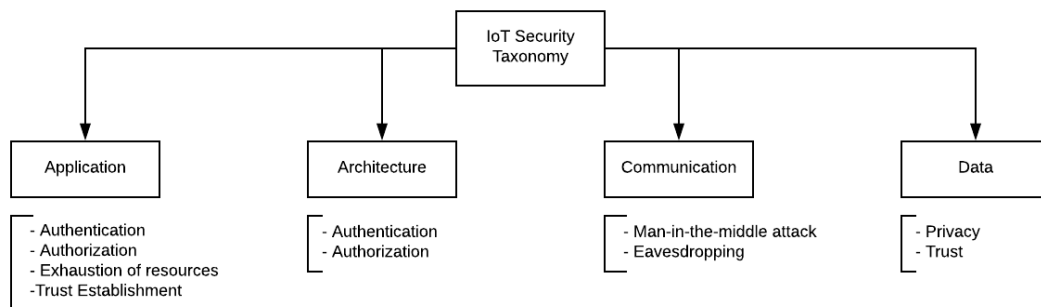 IoT Security
Taxonomy
Application
Architecture
Communication
Data
- Authentication
- Authorization
- Exhaustion of resources
-Trust Establishment
- Authentication
- Authorization
- Man-in-the-middle attack
- Eavesdropping
- Privacy
- Trust